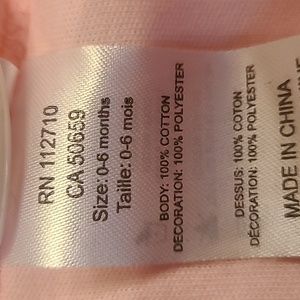 RN 112710
CA 50659
Size: 0-6 months
Taille: 0-6 mois
BODY: 100% COTTON
DECORATION: 100% POLYESTER
DESSUS: 100% COTON
DÉCORATION: 100% POLYESTER
MADE IN CHINA